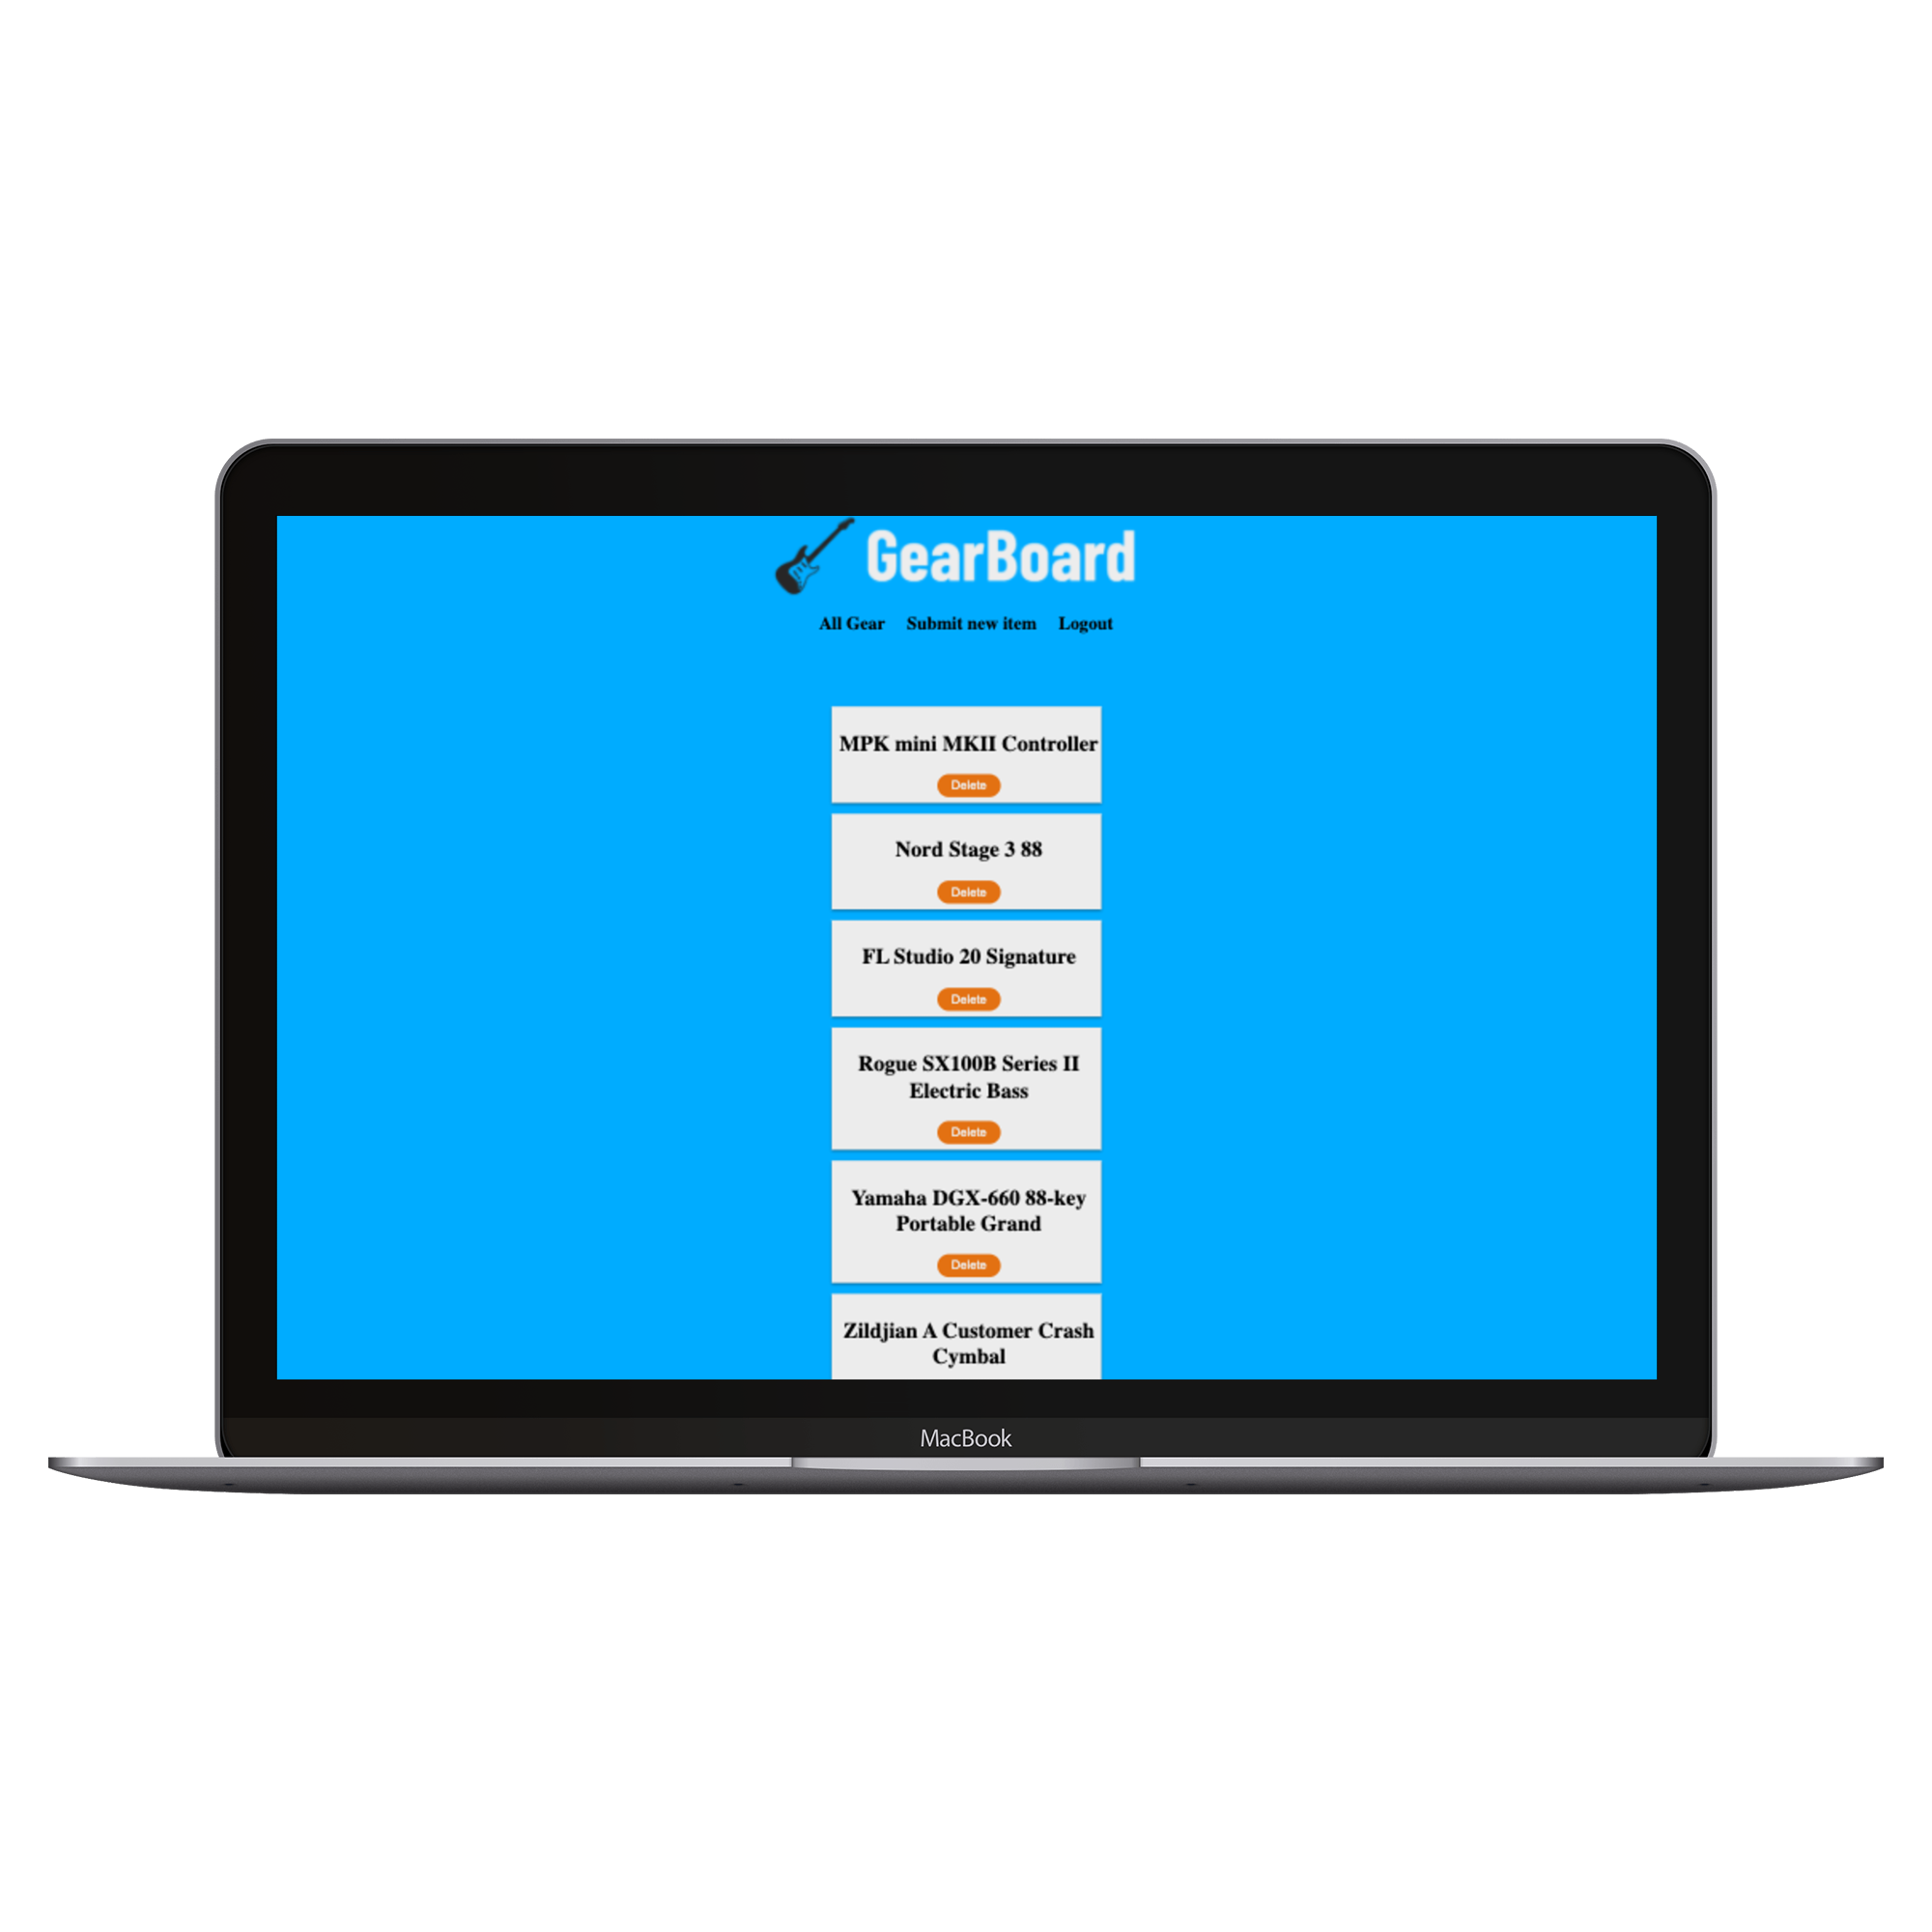 GearBoard
All Gear Submit new item Logout
MPK mini MKII Controller
Delete
Nord Stage 3 88
Delete
FL Studio 20 Signature
Delete
Rogue SX100B Series II
Electric Bass
Delete
Yamaha DGX-660 88-key
Portable Grand
Delete
Zildjian A Customer Crash
Cymbal
MacBook